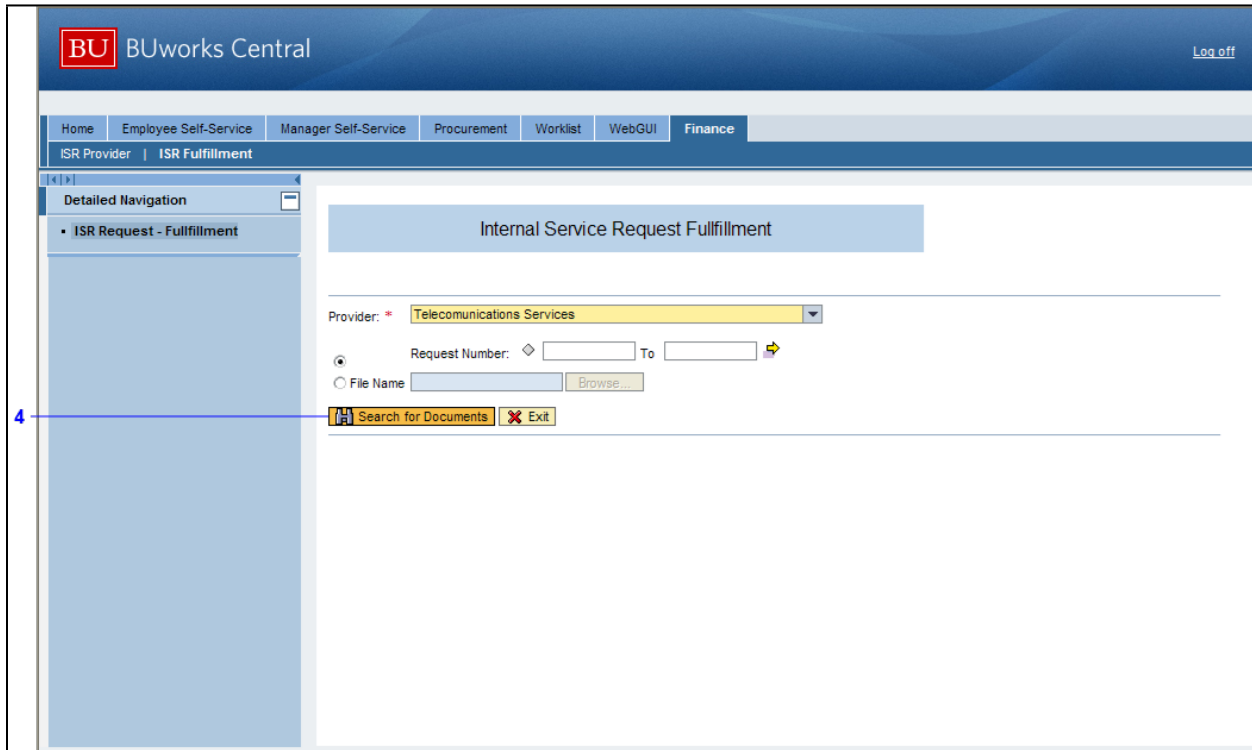 BU BUworks Central
Log off
Home Employee Self-Service Manager Self-Service Procurement Worklist WebGUI Finance
ISR Provider | ISR Fulfillment
Detailed Navigation
• ISR Request - Fullfillment
Internal Service Request Fullfillment
Provider: * Telecomunications Services
Request Number: To
File Name Browse...
4 Search for Documents Exit